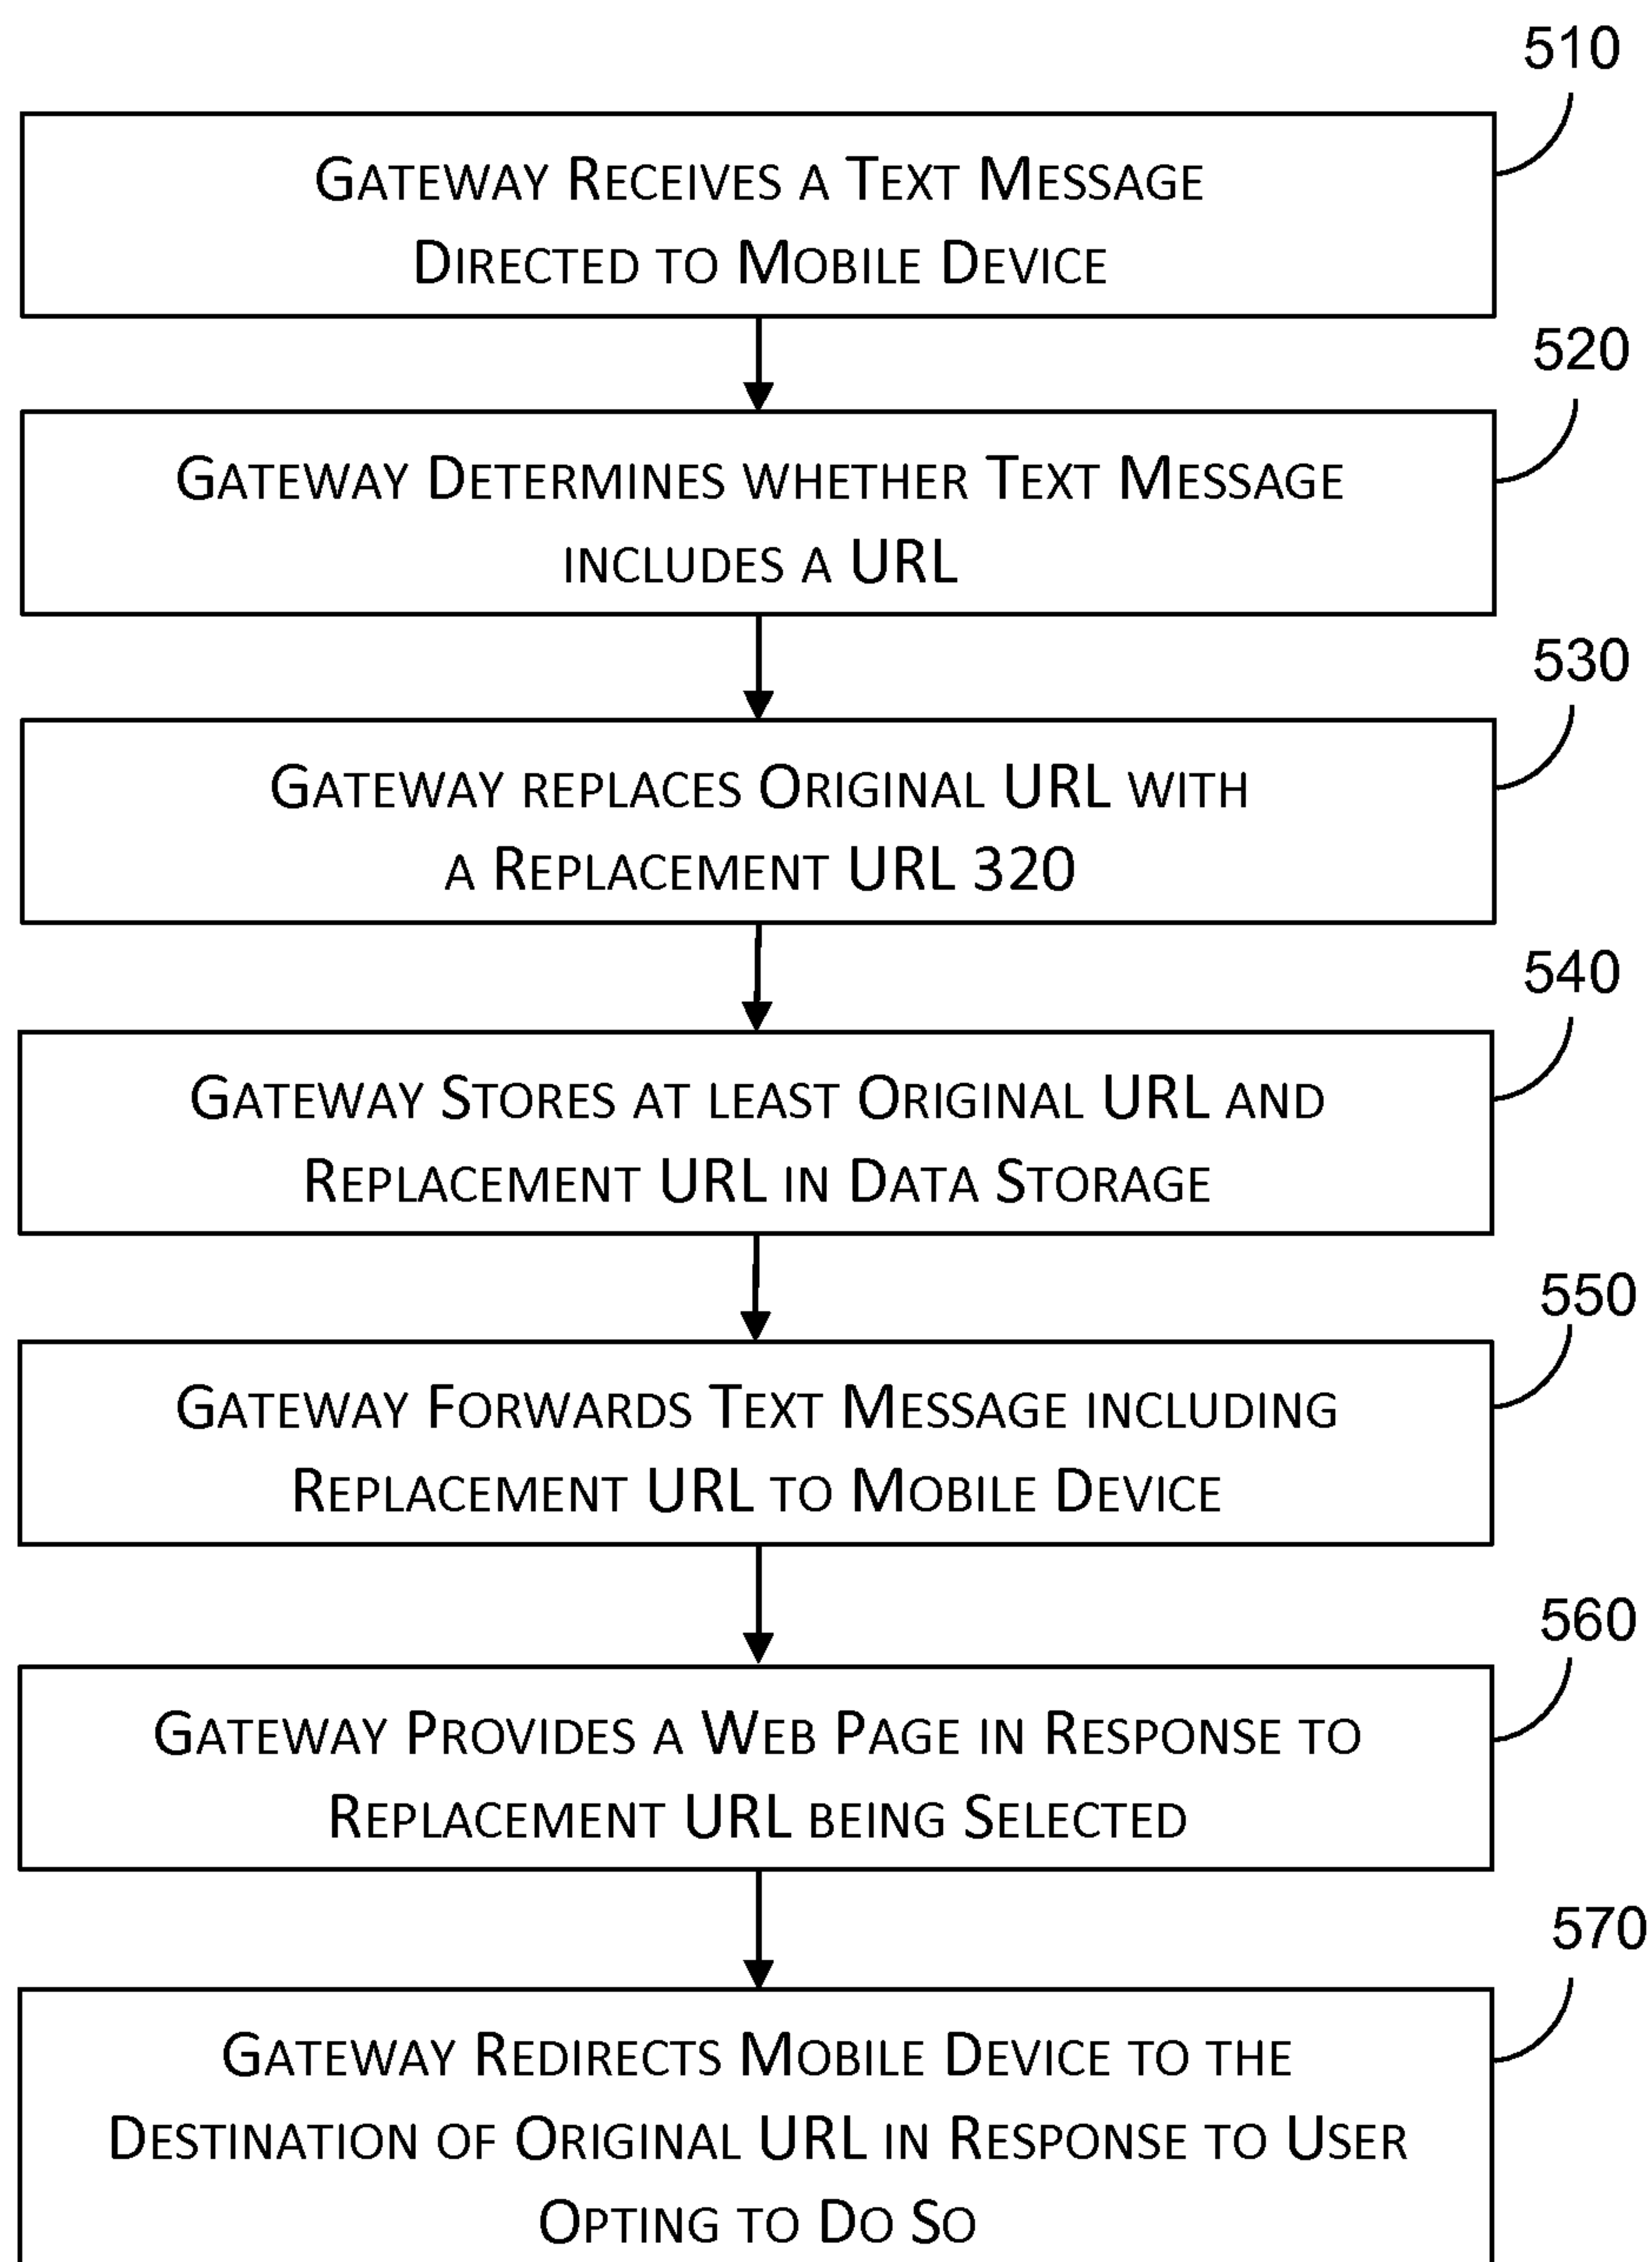 510
Gateway Receives a Text Message
Directed to Mobile Device
520
Gateway Determines whether Text Message
includes a URL
530
Gateway replaces Original URL with
a Replacement URL 320
540
Gateway Stores at least Original URL and
Replacement URL in Data Storage
550
Gateway Forwards Text Message including
Replacement URL to Mobile Device
560
Gateway Provides a Web Page in Response to
Replacement URL being Selected
570
Gateway Redirects Mobile Device to the
Destination of Original URL in Response to User
Opting to Do So